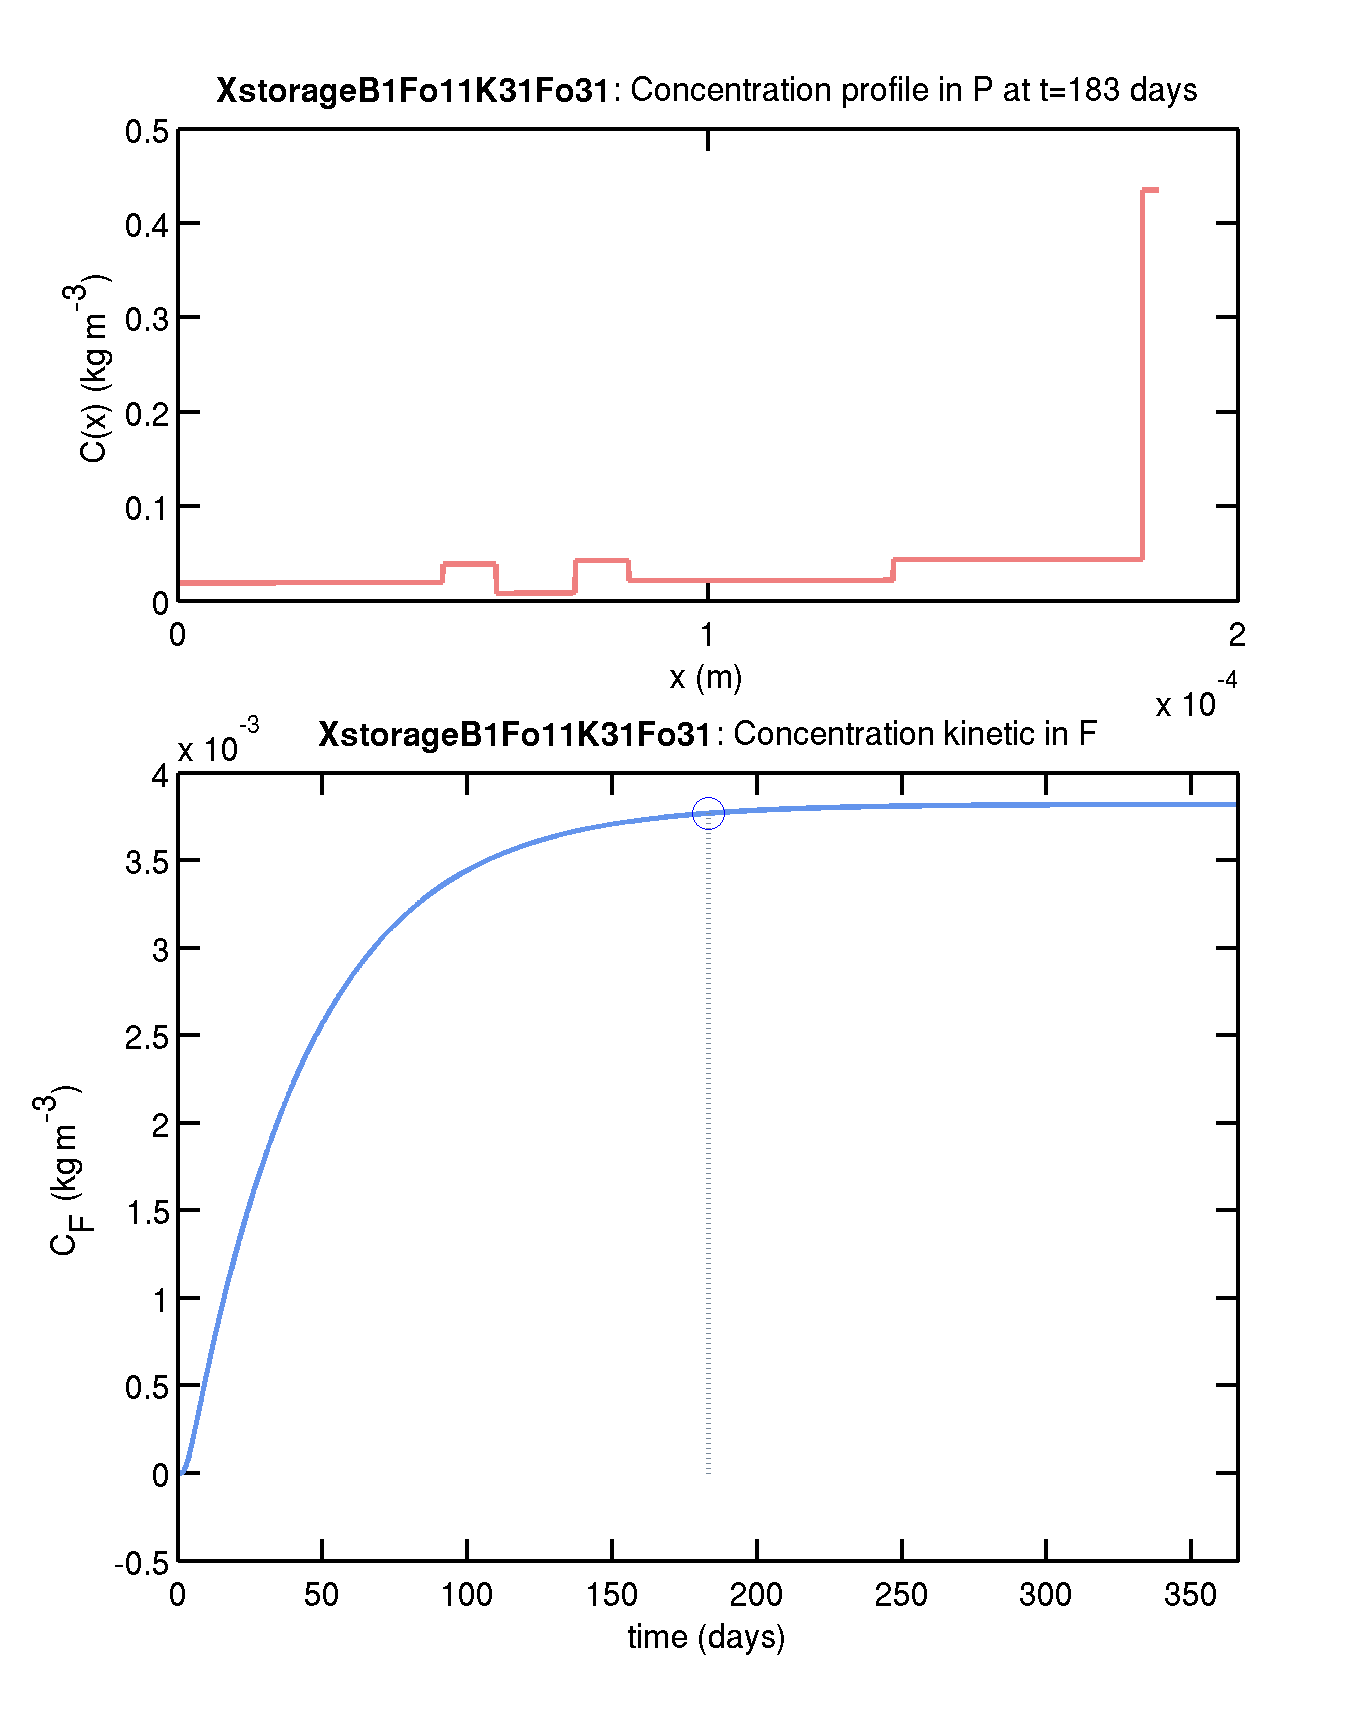 XstorageB1Fo11K31Fo31: Concentration profile in P at t=183 days
0.5
0.4
0.3
0.2
0.1
0
C(x) (kg m-3)
0 1 2
x (m)
x 10-4
XstorageB1Fo11K31Fo31: Concentration kinetic in F
x 10-3
4
3.5
3
2.5
2
1.5
1
0.5
0
-0.5
CF (kg m-3)
0 50 100 150 200 250 300 350
time (days)